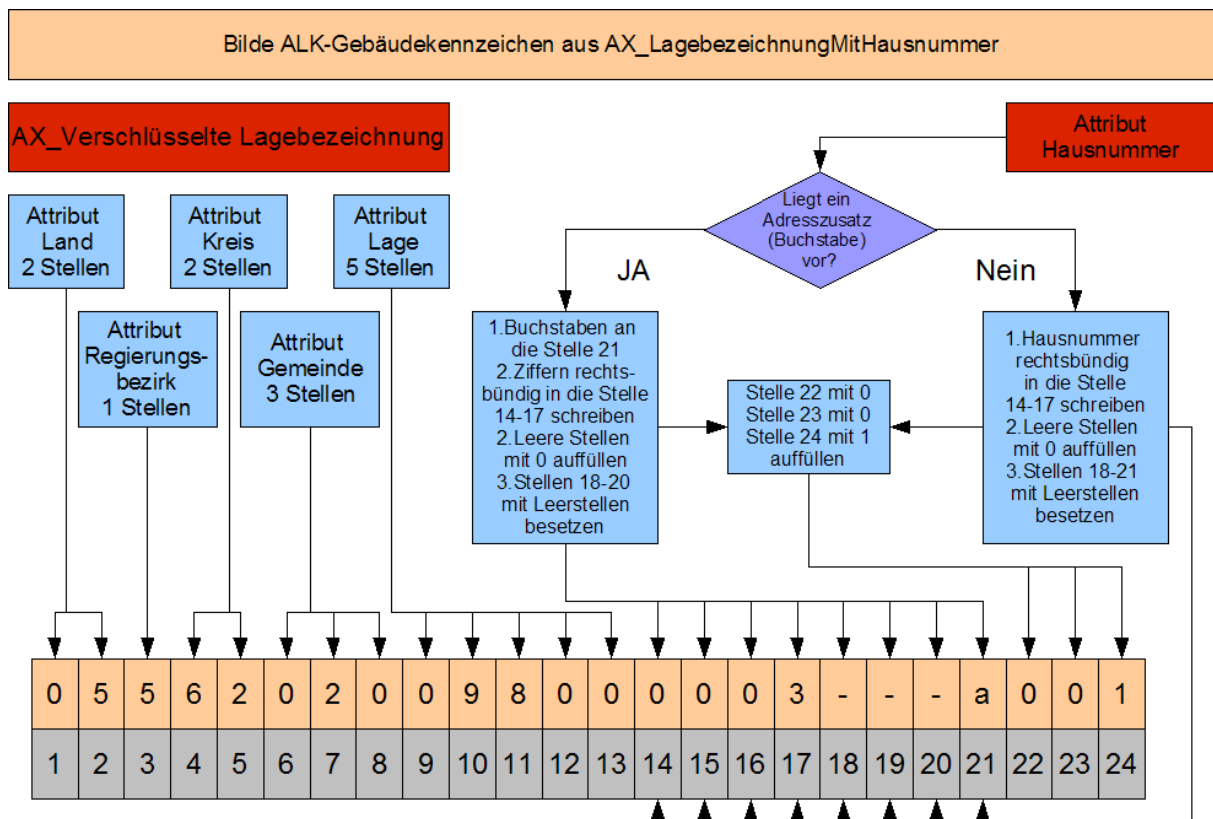 Bilde ALK-Gebäudekennzeichen aus AX_LagebezeichnungMitHausnummer
AX_Verschlüsselte Lagebezeichnung
Attribut
Hausnummer
Attribut
Land
2 Stellen
Attribut
Kreis
2 Stellen
Attribut
Lage
5 Stellen
Attribut
Regierungs-
bezirk
1 Stellen
Attribut
Gemeinde
3 Stellen
Liegt ein
Adresszusatz
(Buchstabe)
vor?
JA
Nein
1.Buchstaben an
die Stelle 21
2. Ziffern rechts-
bündig in die Stelle
14-17 schreiben
2.Leere Stellen
mit 0 auffüllen
3.Stellen 18-20
mit Leerstellen
besetzen
Stelle 22 mit 0
Stelle 23 mit 0
Stelle 24 mit 1
auffüllen
1.Hausnummer
rechtsbündig
in die Stelle
14-17 schreiben
2.Leere Stellen
mit 0 auffüllen
3.Stellen 18-21
mit Leerstellen
besetzen
0 5 5 6 2 0 2 0 0 9 8 0 0 0 0 0 3 - - - a 0 0 1
1 2 3 4 5 6 7 8 9 10 11 12 13 14 15 16 17 18 19 20 21 22 23 24